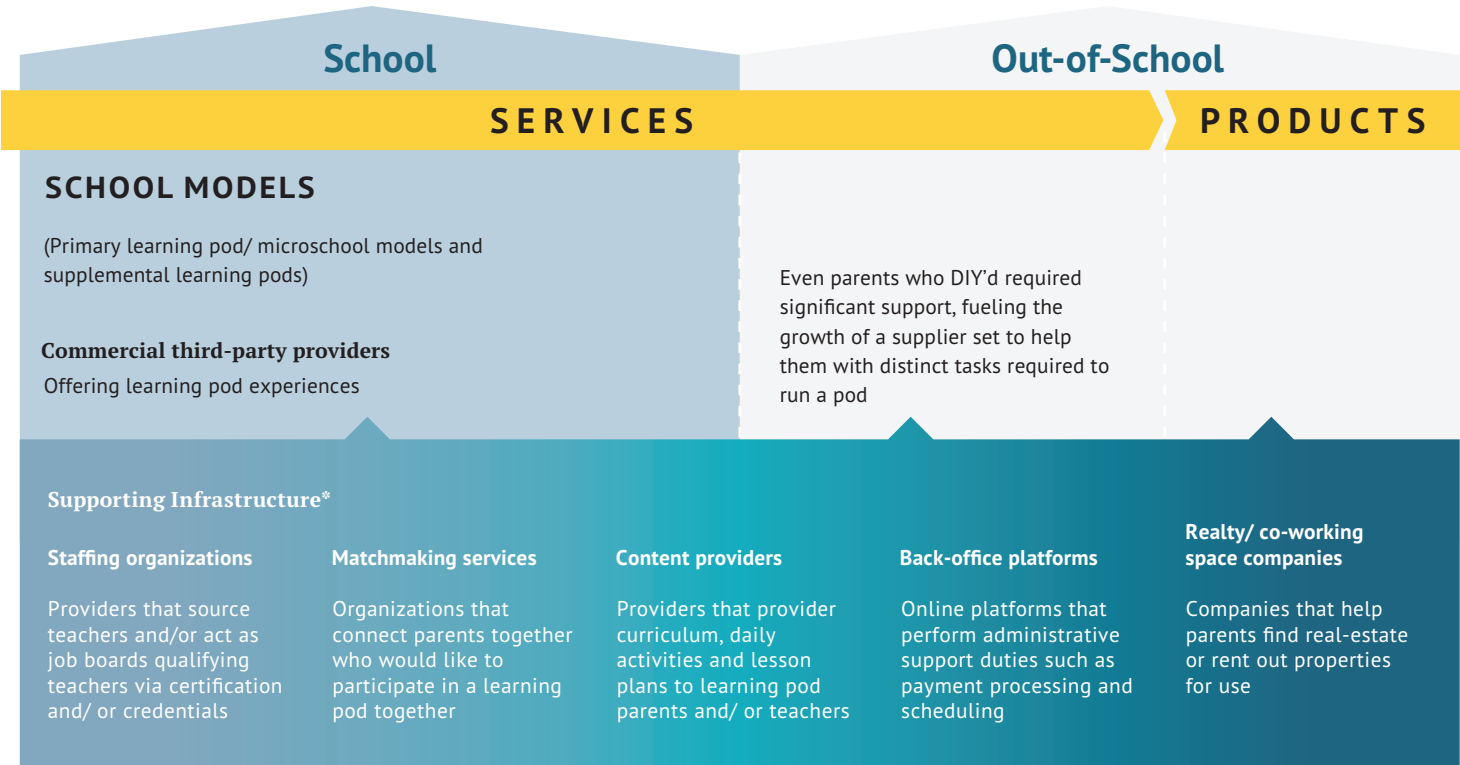 School
Out-of-School
SERVICES
PRODUCTS
SCHOOL MODELS
(Primary learning pod/ microschool models and
supplemental learning pods)
Commercial third-party providers
Offering learning pod experiences
Even parents who DIY’d required
significant support, fueling the
growth of a supplier set to help
them with distinct tasks required to
run a pod
Supporting Infrastructure*
Staffing organizations
Providers that source
teachers and/or act as
job boards qualifying
teachers via certification
and/ or credentials
Matchmaking services
Organizations that
connect parents together
who would like to
participate in a learning
pod together
Content providers
Providers that provider
curriculum, daily
activities and lesson
plans to learning pod
parents and/ or teachers
Back-office platforms
Online platforms that
perform administrative
support duties such as
payment processing and
scheduling
Realty/ co-working
space companies
Companies that help
parents find real-estate
or rent out properties
for use